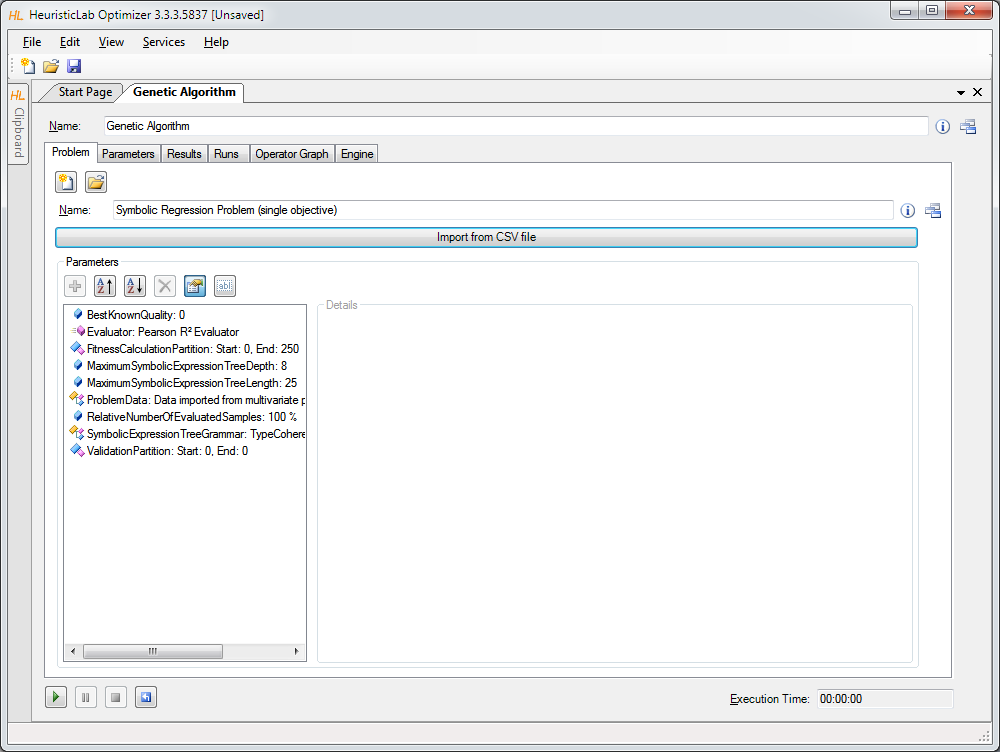 HL HeuristicLab Optimizer 3.3.3.5837 [Unsaved]
File Edit View Services Help
HL Clipboard
Start Page Genetic Algorithm
Name: Genetic Algorithm
Problem Parameters Results Runs Operator Graph Engine
Name: Symbolic Regression Problem (single objective)
Import from CSV file
Parameters
Details
BestKnownQuality: 0
Evaluator: Pearson R² Evaluator
FitnessCalculationPartition: Start: 0, End: 250
MaximumSymbolicExpressionTreeDepth: 8
MaximumSymbolicExpressionTreeLength: 25
ProblemData: Data imported from multivariate p
RelativeNumberOfEvaluatedSamples: 100 %
SymbolicExpressionTreeGrammar: TypeCohere
ValidationPartition: Start: 0, End: 0
Execution Time: 00:00:00